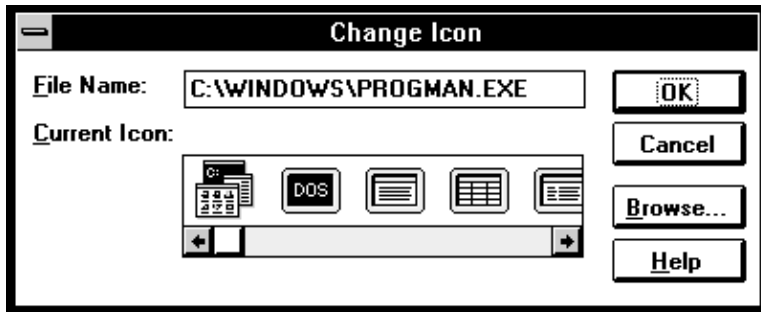 Change Icon
File Name: C:\WINDOWS\PROGMAN.EXE
OK
Current Icon:
Cancel
C:
DOS
Browse...
Help